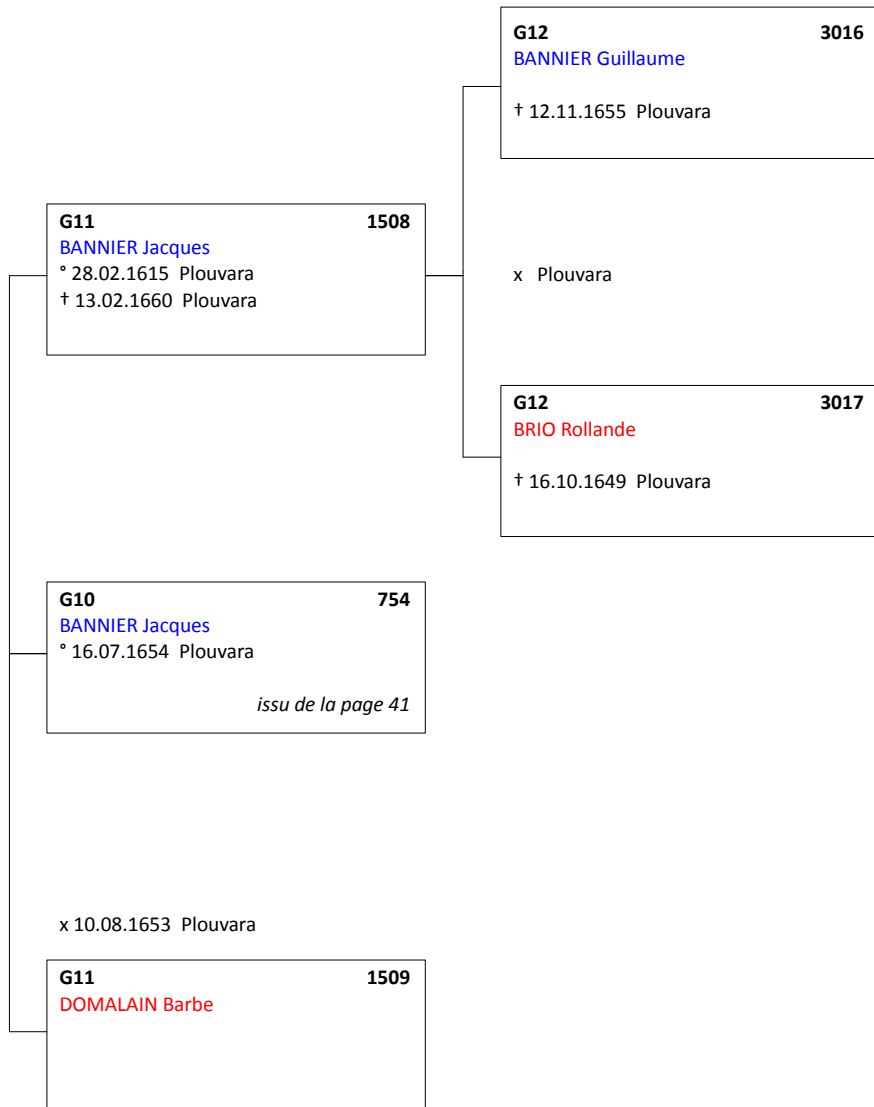 G12 3016
BANNIER Guillaume
† 12.11.1655 Plouvara
G11 1508
BANNIER Jacques
° 28.02.1615 Plouvara
† 13.02.1660 Plouvara
x Plouvara
G12 3017
BRIO Rollande
† 16.10.1649 Plouvara
G10 754
BANNIER Jacques
° 16.07.1654 Plouvara
issu de la page 41
x 10.08.1653 Plouvara
G11 1509
DOMALAIN Barbe